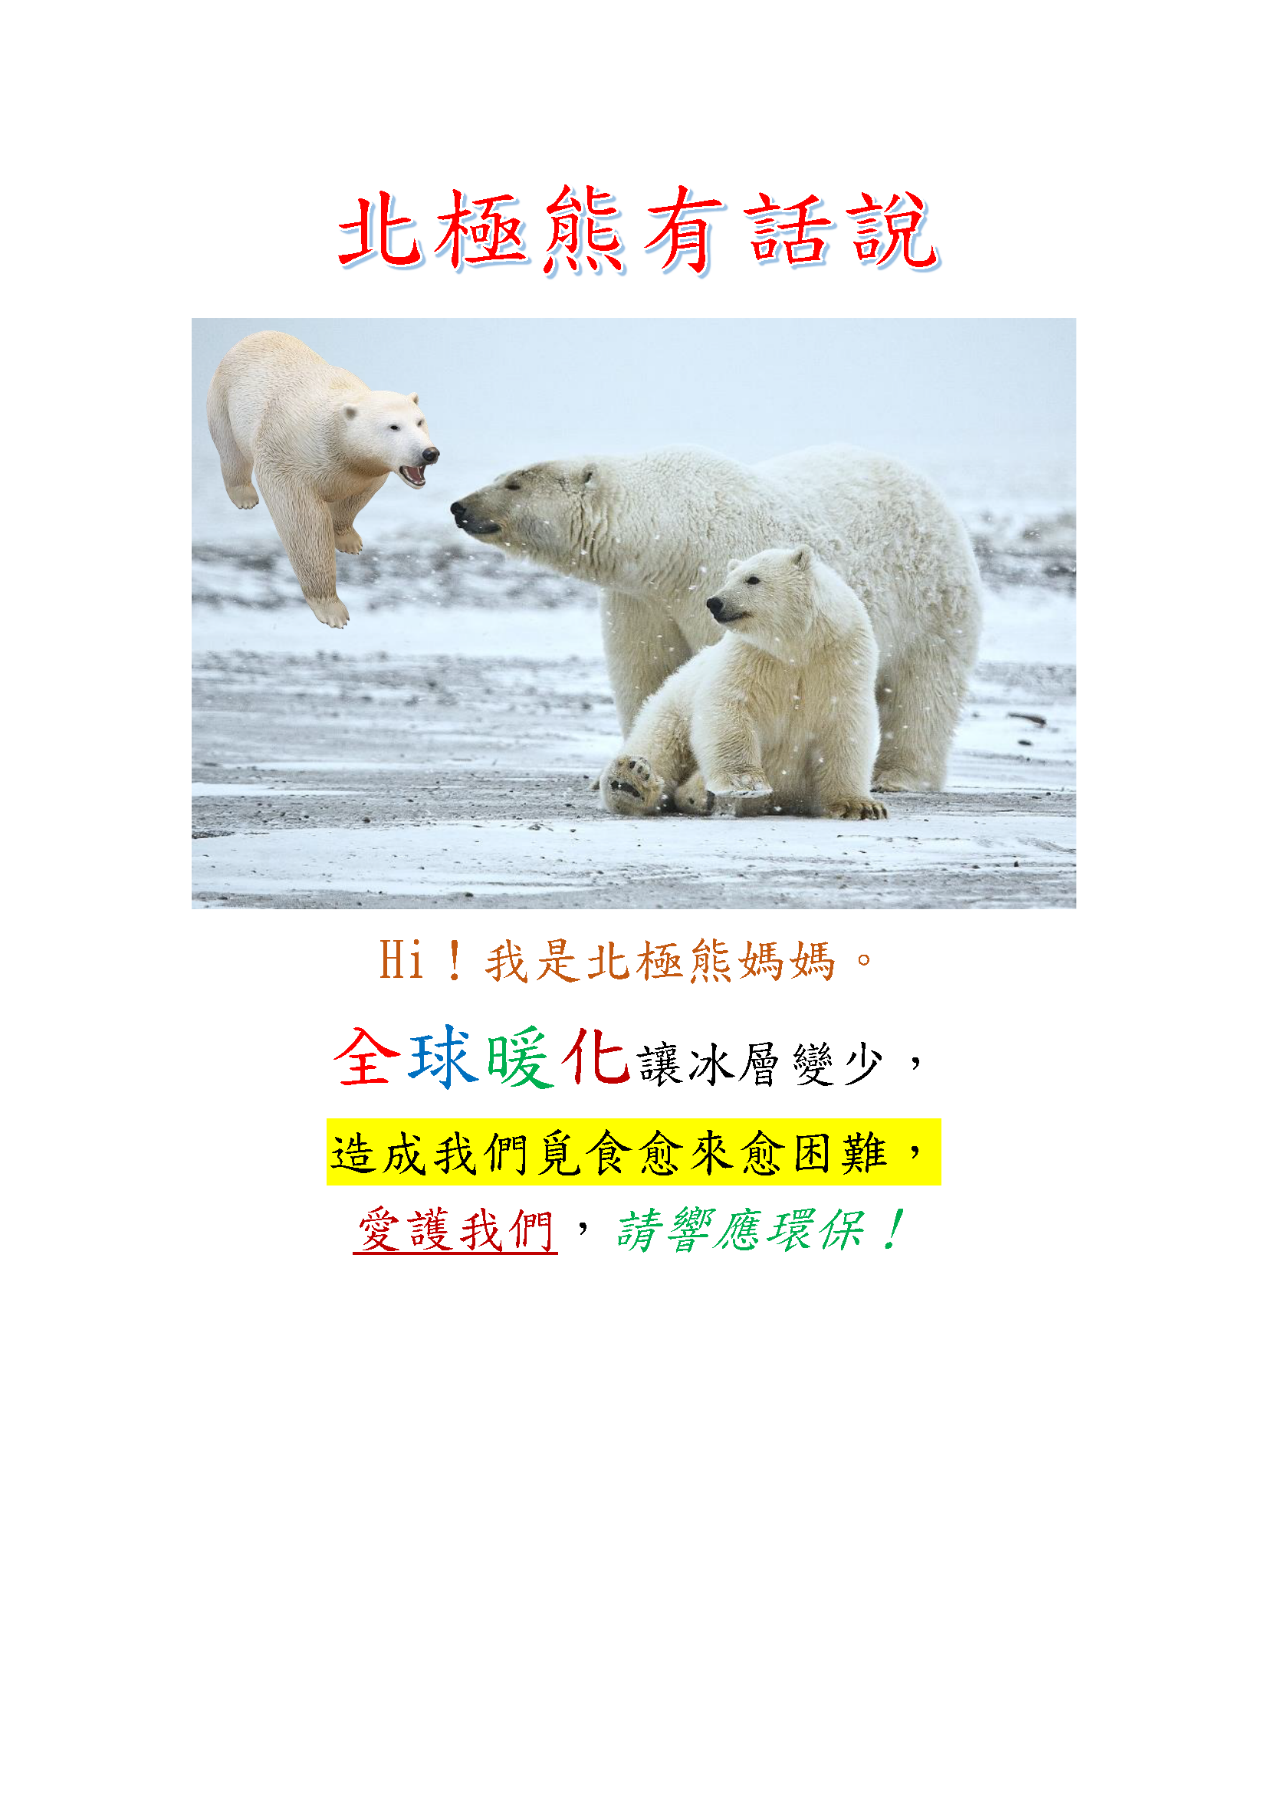 北極熊有話說
Hi！我是北極熊媽媽。
全球暖化讓冰層變少，
造成我們覓食愈來愈困難，
愛護我們，請響應環保！